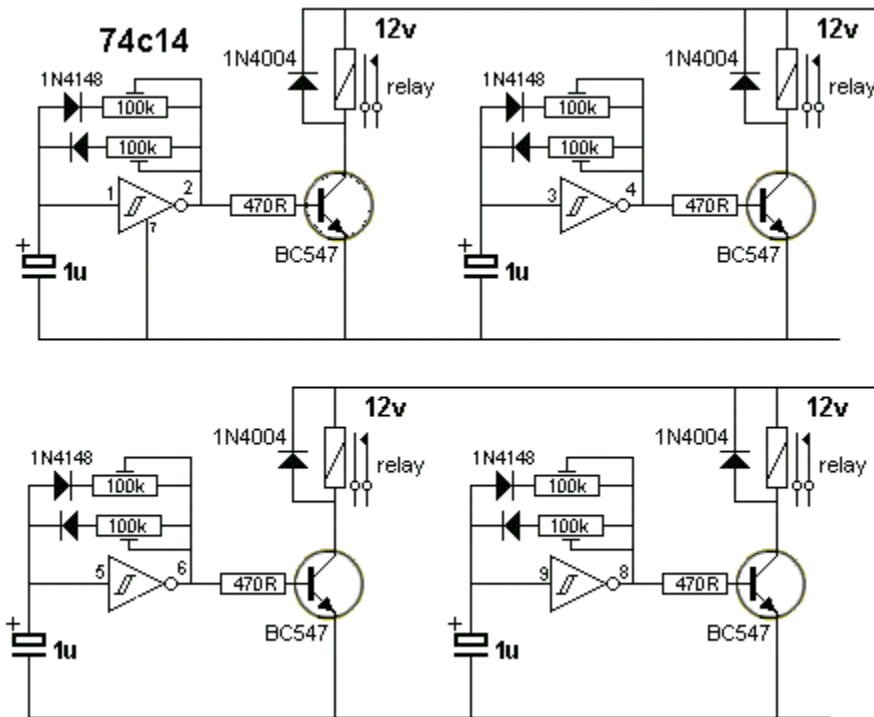 74c14
12v
12v
1N4148
1N4004
relay
1N4148
1N4004
relay
100k
100k
100k
100k
1
2
3
4
7
470R
470R
BC547
BC547
+
1u
+
1u
12v
12v
1N4148
1N4004
relay
1N4148
1N4004
relay
100k
100k
100k
100k
5
6
9
8
470R
470R
BC547
BC547
+
1u
+
1u